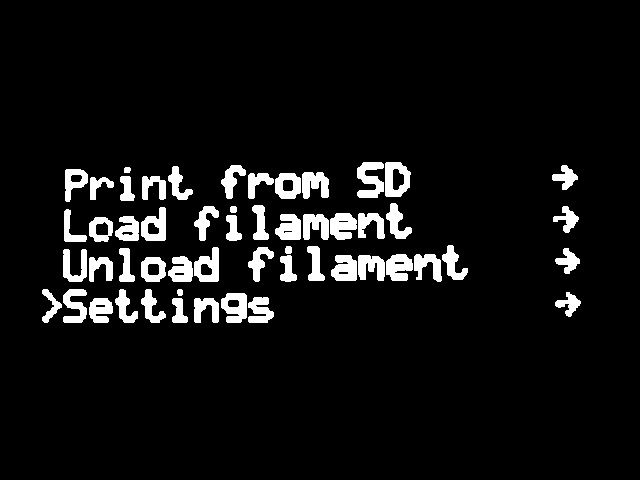 Print from SD →
Load filament →
Unload filament →
>Settings →